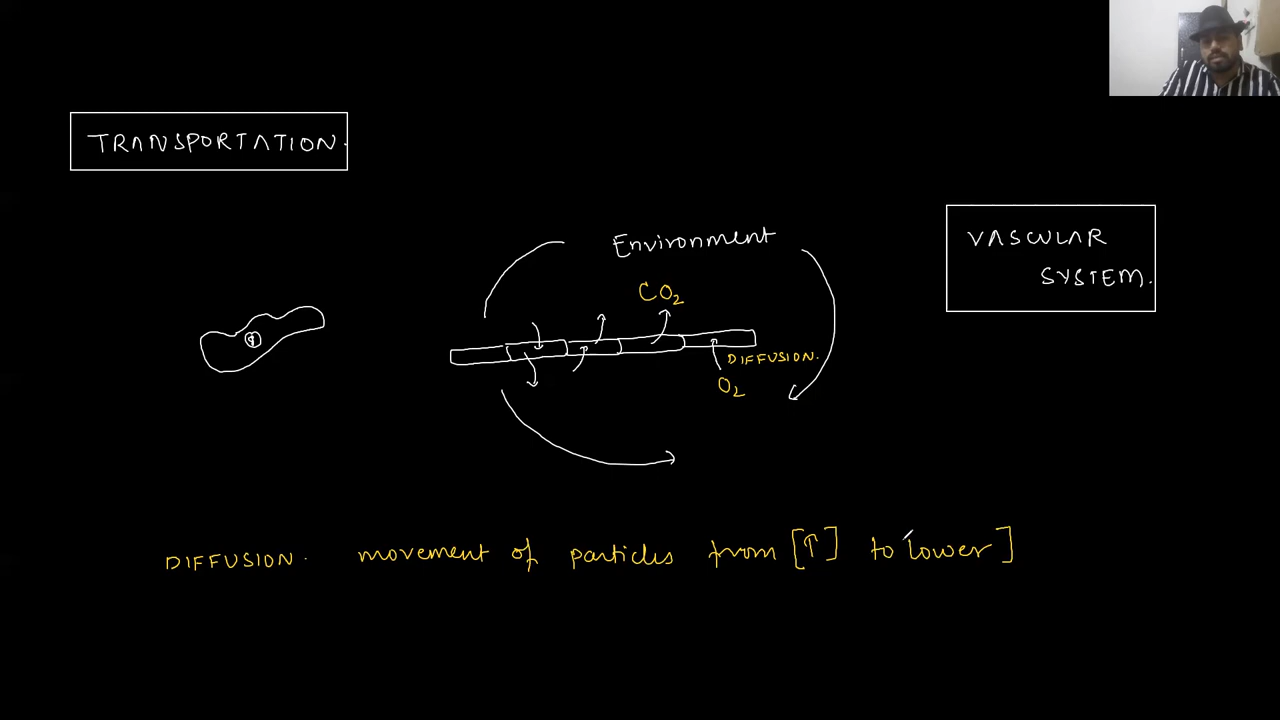 TRANSPORTATION.
Environment
VASCULAR
SYSTEM.
CO2
DIFFUSION.
O2
DIFFUSION. movement of particles from [↑] to lower]